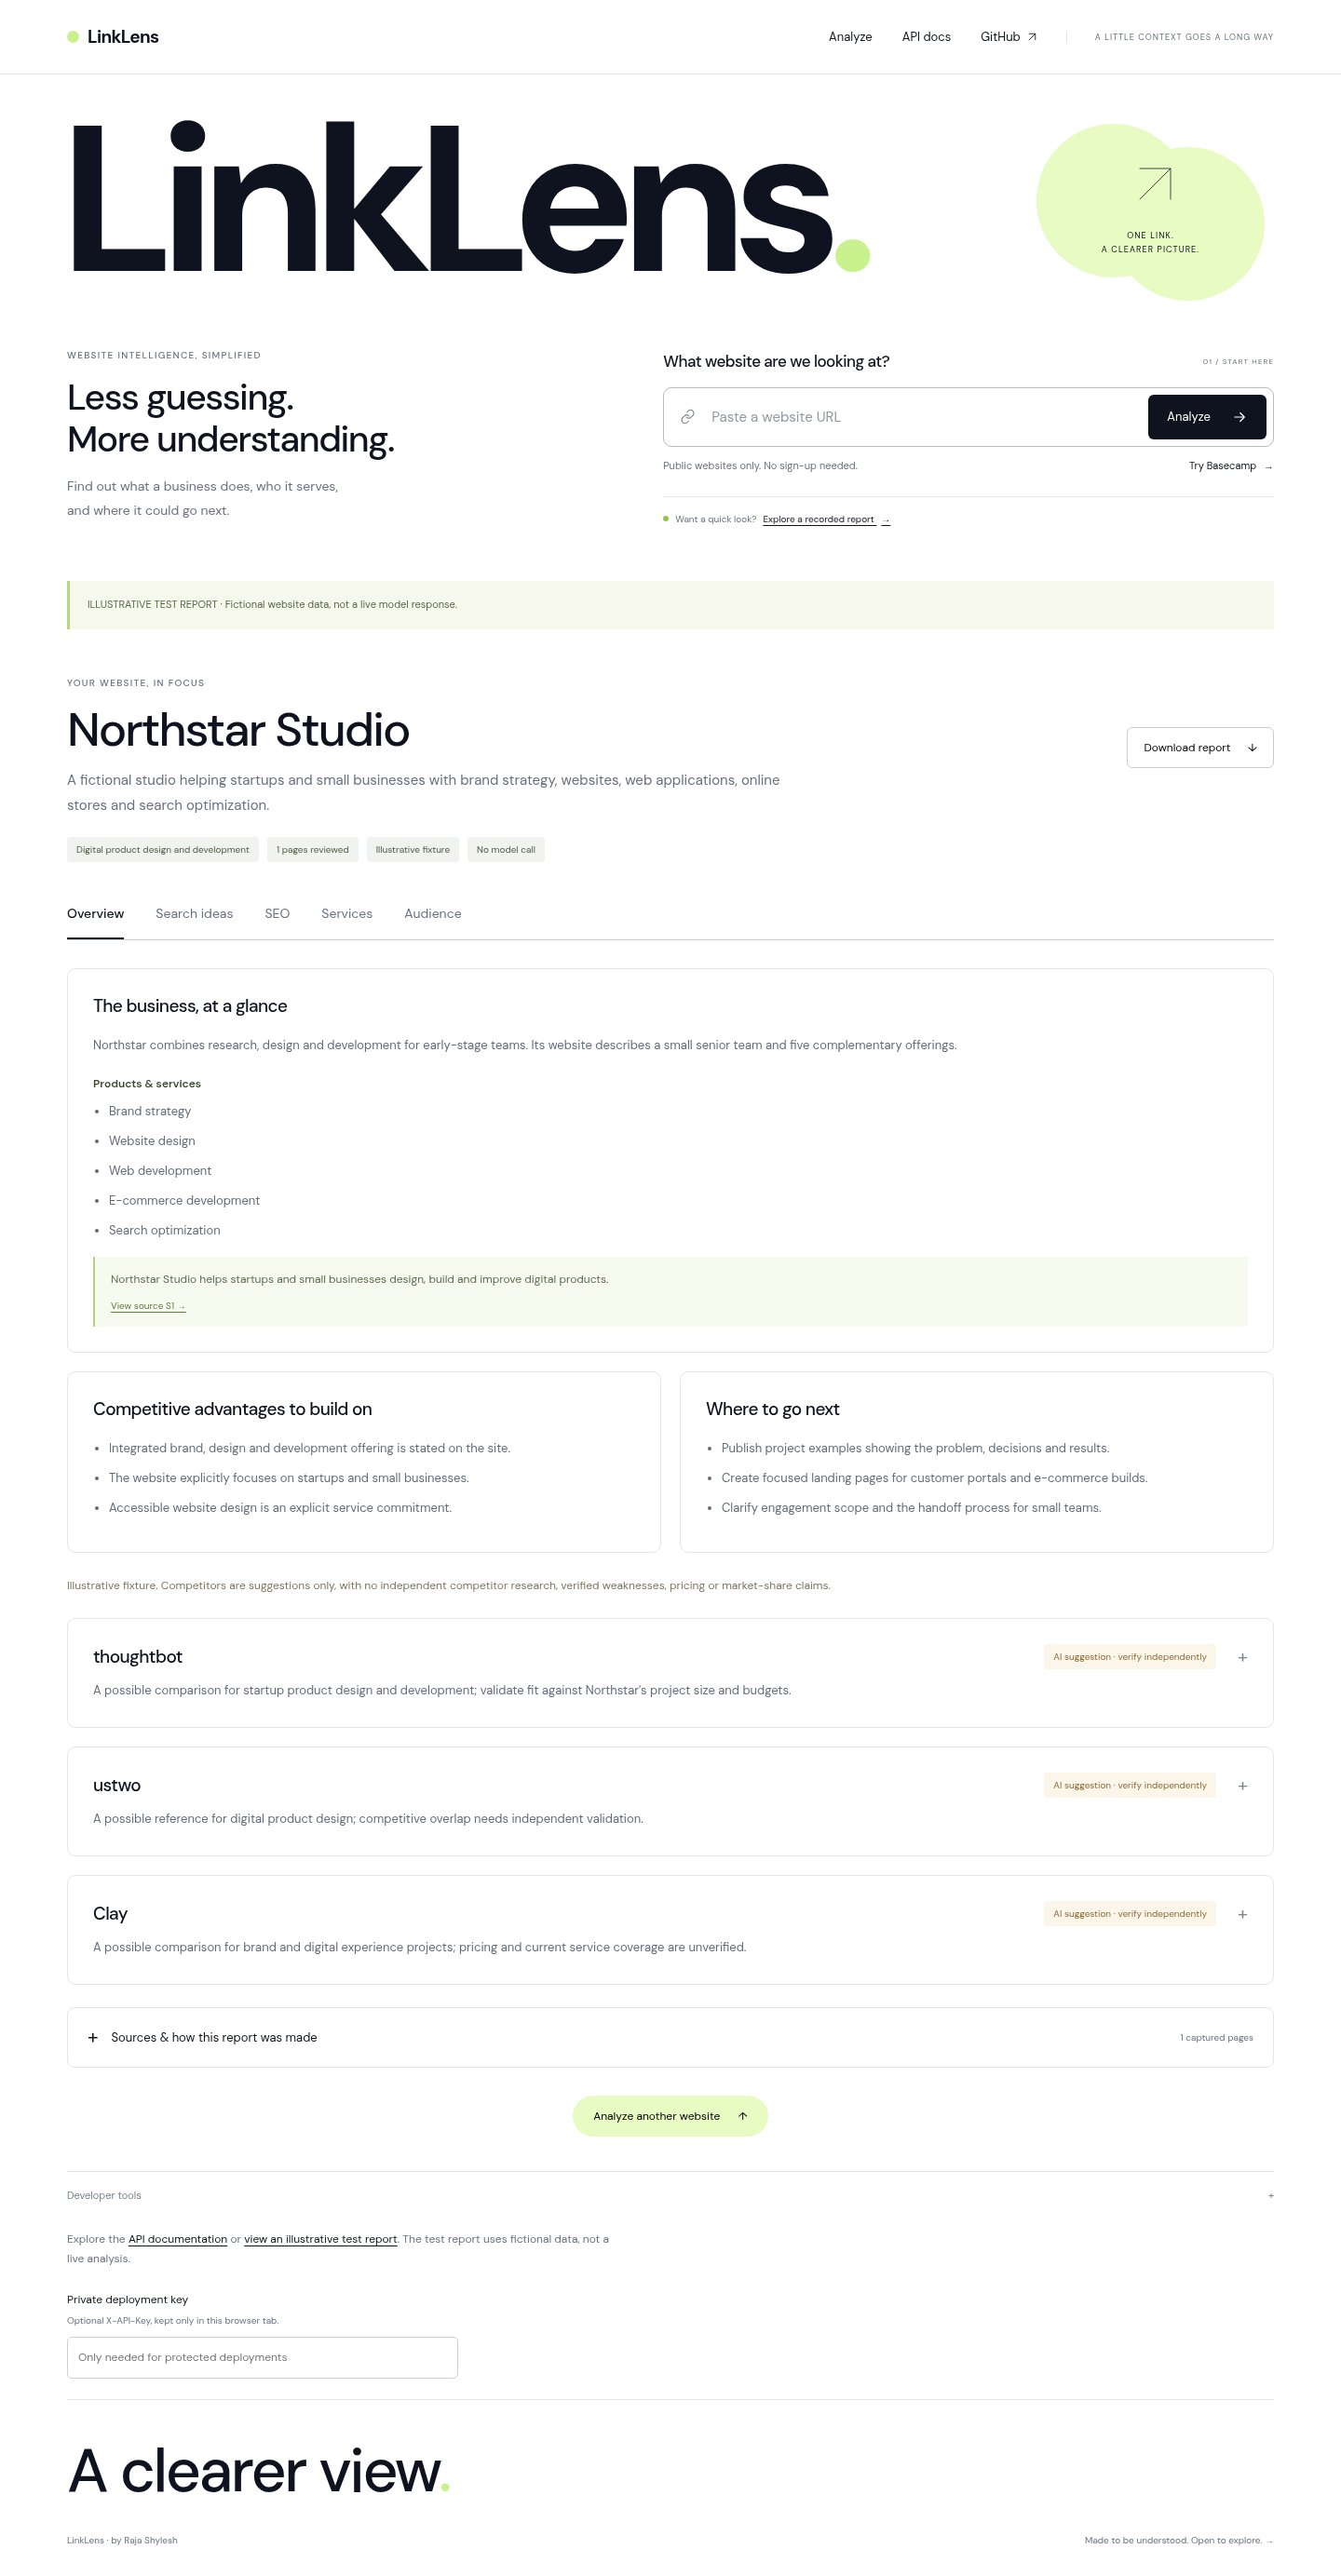 LinkLens
Analyze
API docs
GitHub ↗
A LITTLE CONTEXT GOES A LONG WAY
LinkLens.
ONE LINK.
A CLEARER PICTURE.
WEBSITE INTELLIGENCE, SIMPLIFIED
Less guessing.
More understanding.
Find out what a business does, who it serves,
and where it could go next.
What website are we looking at?
01 / START HERE
Paste a website URL
Analyze →
Public websites only. No sign-up needed.
Try Basecamp →
Want a quick look? Explore a recorded report →
ILLUSTRATIVE TEST REPORT · Fictional website data, not a live model response.
YOUR WEBSITE, IN FOCUS
Northstar Studio
Download report ↓
A fictional studio helping startups and small businesses with brand strategy, websites, web applications, online
stores and search optimization.
Digital product design and development
1 pages reviewed
Illustrative fixture
No model call
Overview
Search ideas
SEO
Services
Audience
The business, at a glance
Northstar combines research, design and development for early-stage teams. Its website describes a small senior team and five complementary offerings.
Products & services
• Brand strategy
• Website design
• Web development
• E-commerce development
• Search optimization
Northstar Studio helps startups and small businesses design, build and improve digital products.
View source S1 →
Competitive advantages to build on
• Integrated brand, design and development offering is stated on the site.
• The website explicitly focuses on startups and small businesses.
• Accessible website design is an explicit service commitment.
Where to go next
• Publish project examples showing the problem, decisions and results.
• Create focused landing pages for customer portals and e-commerce builds.
• Clarify engagement scope and the handoff process for small teams.
Illustrative fixture. Competitors are suggestions only, with no independent competitor research, verified weaknesses, pricing or market-share claims.
thoughtbot
AI suggestion · verify independently +
A possible comparison for startup product design and development; validate fit against Northstar's project size and budgets.
ustwo
AI suggestion · verify independently +
A possible reference for digital product design; competitive overlap needs independent validation.
Clay
AI suggestion · verify independently +
A possible comparison for brand and digital experience projects; pricing and current service coverage are unverified.
+ Sources & how this report was made
1 captured pages
Analyze another website ↑
Developer tools +
Explore the API documentation or view an illustrative test report. The test report uses fictional data, not a
live analysis.
Private deployment key
Optional X-API-Key, kept only in this browser tab.
Only needed for protected deployments
A clearer view.
LinkLens · by Raja Shylesh
Made to be understood. Open to explore. →